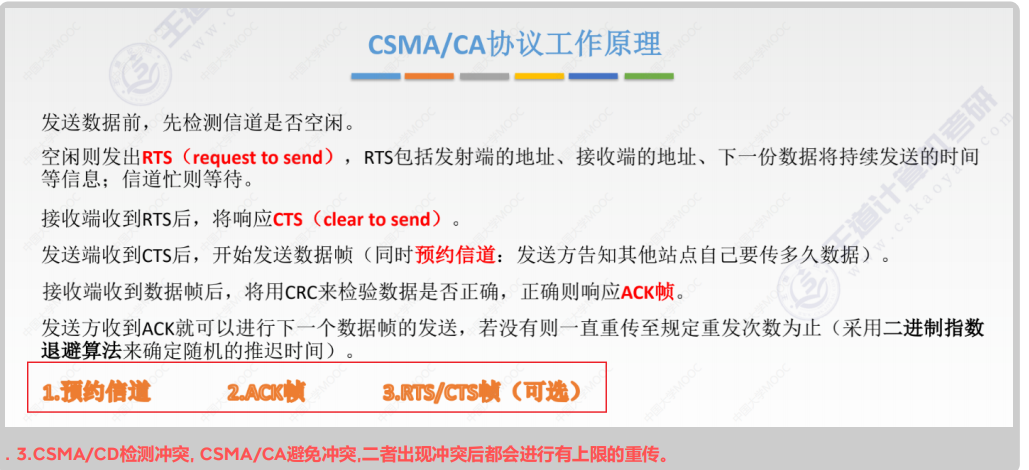 CSMA/CA协议工作原理
发送数据前，先检测信道是否空闲。
空闲则发出RTS（request to send），RTS包括发射端的地址、接收端的地址、下一份数据将持续发送的时间
等信息；信道忙则等待。
接收端收到RTS后，将响应CTS（clear to send）。
发送端收到CTS后，开始发送数据帧（同时预约信道：发送方告知其他站点自己要传多久数据）。
接收端收到数据帧后，将用CRC来检验数据是否正确，正确则响应ACK帧。
发送方收到ACK就可以进行下一个数据帧的发送，若没有则一直重传至规定重发次数为止（采用二进制指数
退避算法来确定随机的推迟时间）。
1.预约信道 2.ACK帧 3.RTS/CTS帧（可选）
. 3.CSMA/CD检测冲突, CSMA/CA避免冲突,二者出现冲突后都会进行有上限的重传。
王道计算机考研
www.cskaoyan.com